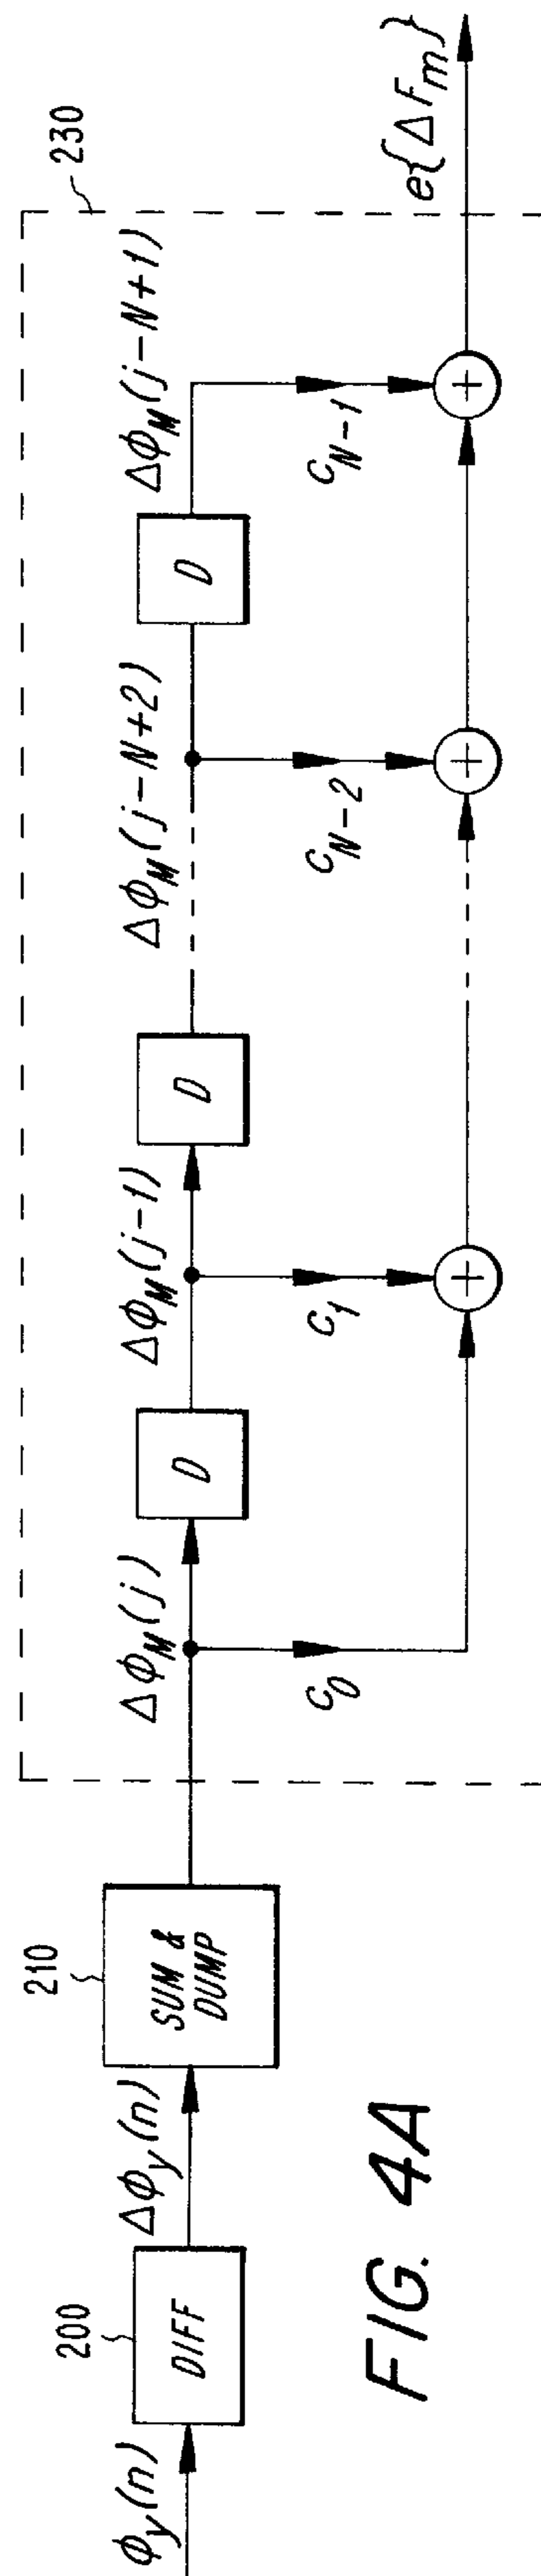 230
ΔΦ_M(j)
ΔΦ_M(j-1)
ΔΦ_M(j-N+2)
ΔΦ_M(j-N+1)
D
D
D
c_0
c_1
c_{N-2}
c_{N-1}
+
+
+
e{ΔF_m}
Φ_y(n)
200
DIFF
ΔΦ_y(n)
210
SUM &
DUMP
FIG. 4A